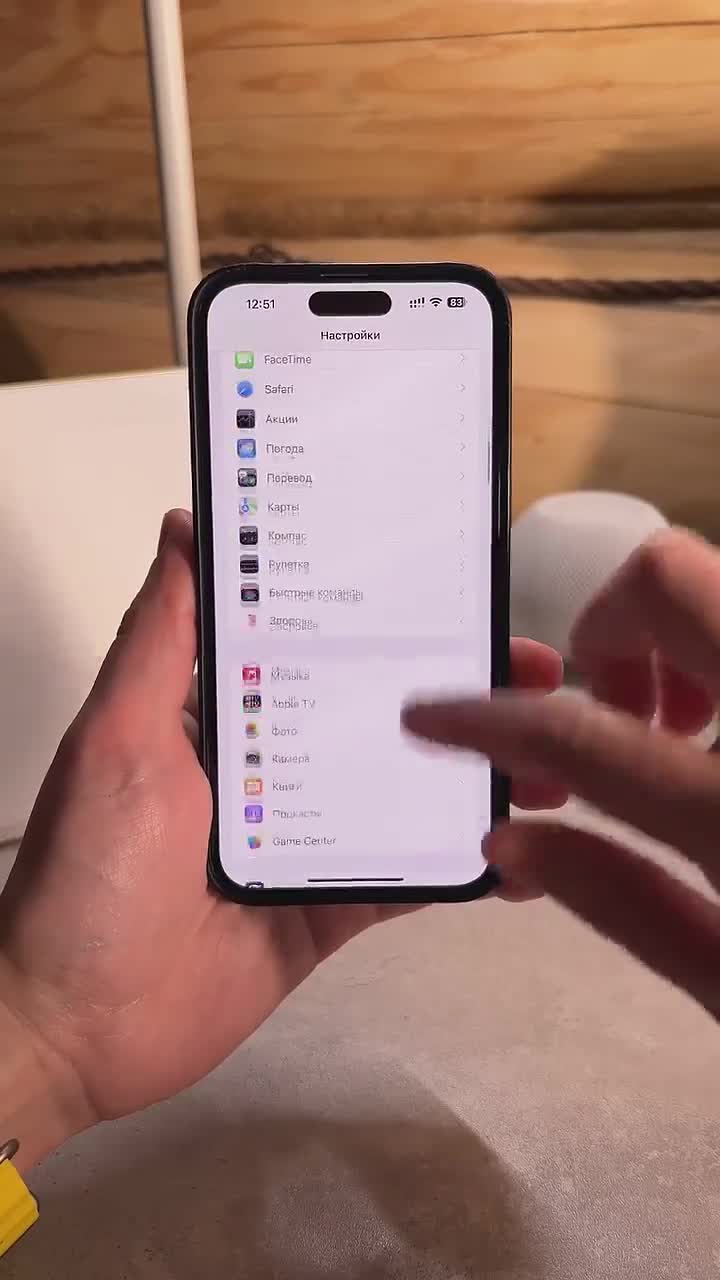 12:51
83
Настройки
FaceTime
Safari
Акции
Погода
Перевод
Карты
Компас
Рулетка
Быстрые команды
Здоровье
Музыка
Apple TV
Фото
Камера
Книги
Подкасты
Game Center